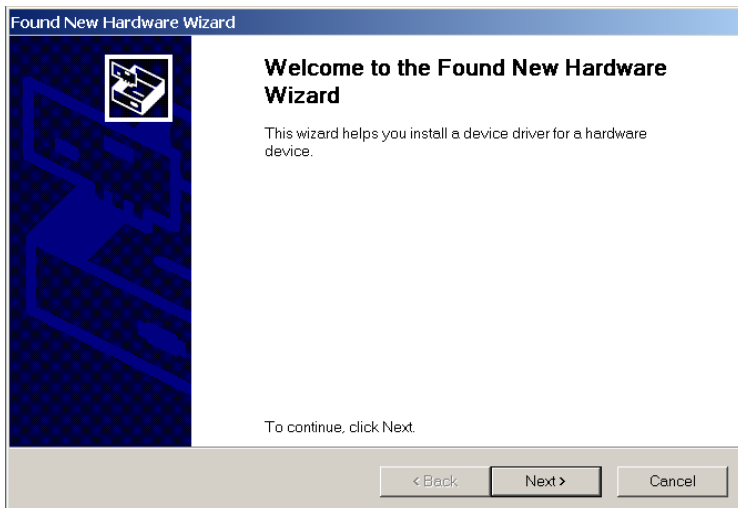 Found New Hardware Wizard
Welcome to the Found New Hardware
Wizard
This wizard helps you install a device driver for a hardware
device.
To continue, click Next.
< Back
Next >
Cancel